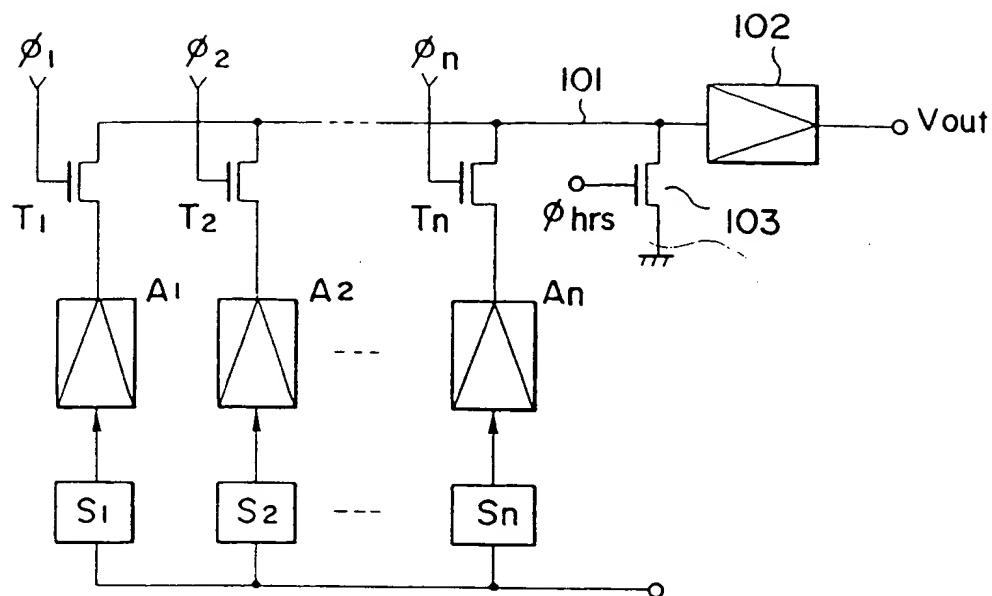 ϕ1 ϕ2 ϕn 102
101
Vout
T1 T2 Tn ϕhrs 103
A1 A2 An
S1 S2 Sn